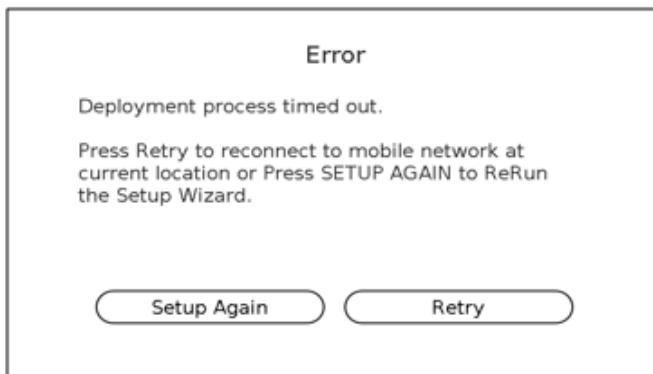 Error
Deployment process timed out.
Press Retry to reconnect to mobile network at
current location or Press SETUP AGAIN to ReRun
the Setup Wizard.
Setup Again
Retry